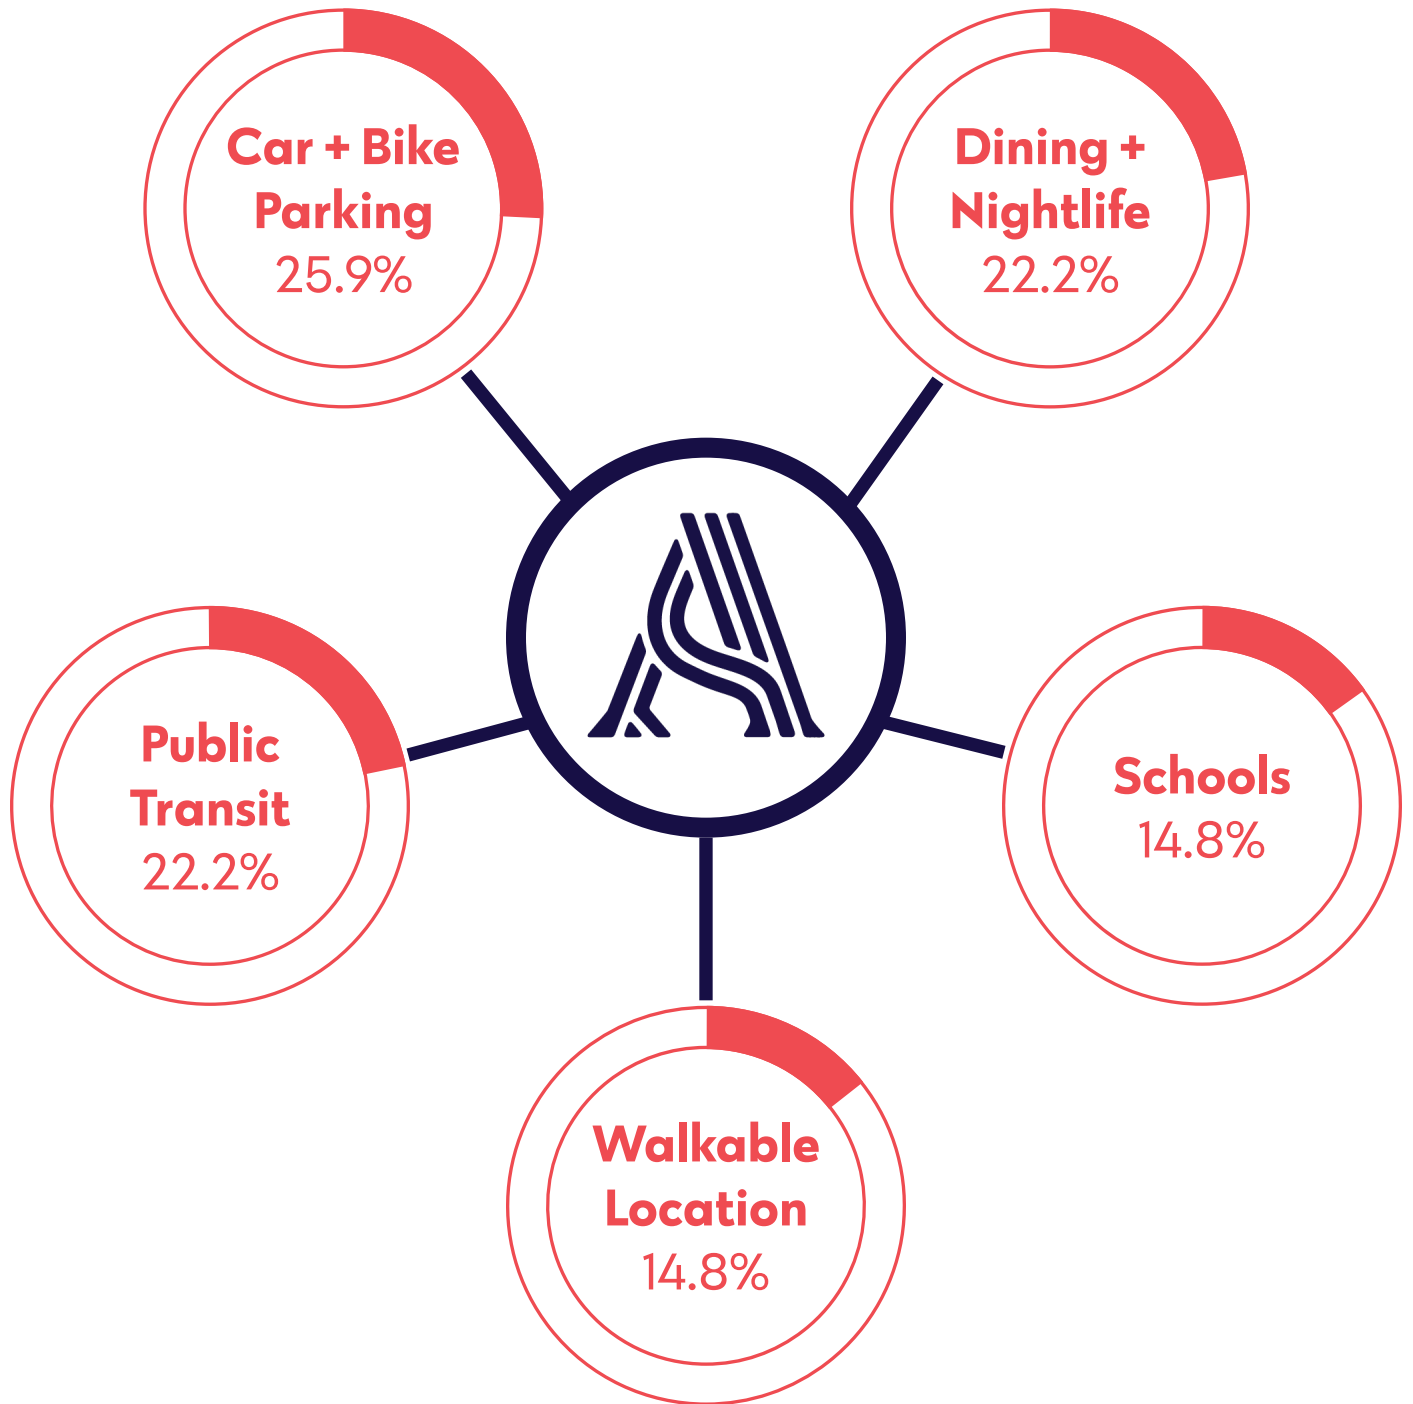 Car + Bike
Parking
25.9%
Dining +
Nightlife
22.2%
Public
Transit
22.2%
Schools
14.8%
Walkable
Location
14.8%